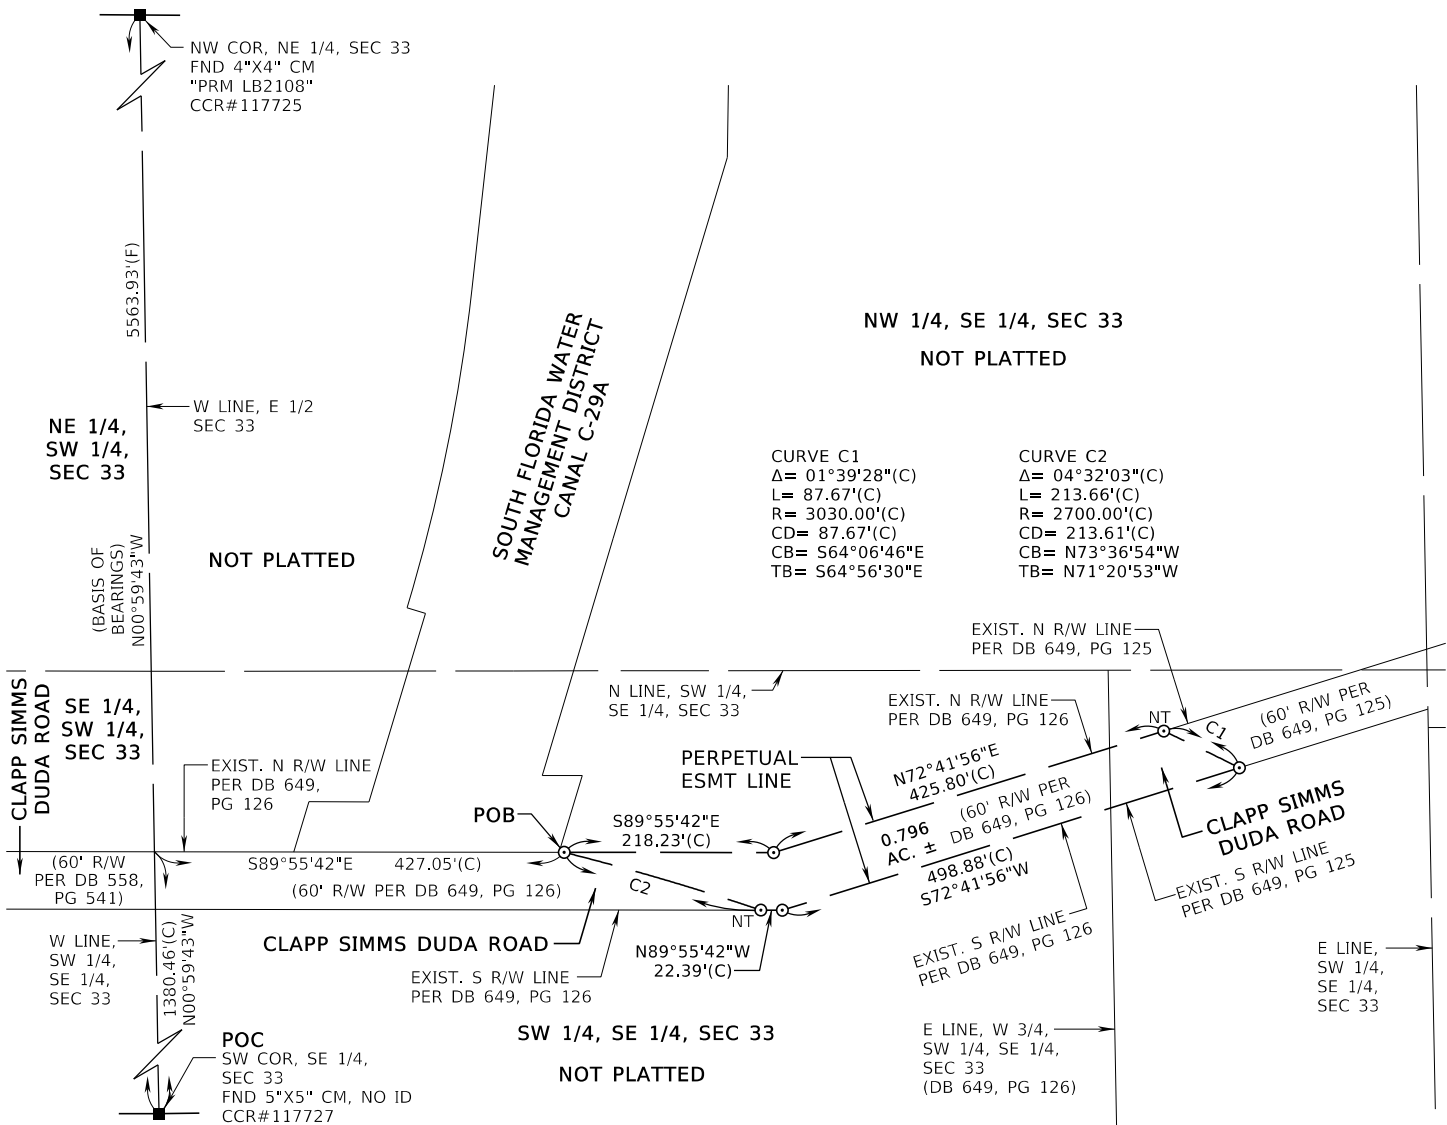 NW COR, NE 1/4, SEC 33
FND 4"X4" CM
"PRM LB2108"
CCR#117725
5563.93'(F)
W LINE, E 1/2
SEC 33
NE 1/4,
SW 1/4,
SEC 33
SOUTH FLORIDA WATER
MANAGEMENT DISTRICT
CANAL C-29A
NW 1/4, SE 1/4, SEC 33
NOT PLATTED
CURVE C1
Δ= 01°39'28"(C)
L= 87.67'(C)
R= 3030.00'(C)
CD= 87.67'(C)
CB= S64°06'46"E
TB= S64°56'30"E
CURVE C2
Δ= 04°32'03"(C)
L= 213.66'(C)
R= 2700.00'(C)
CD= 213.61'(C)
CB= N73°36'54"W
TB= N71°20'53"W
(BASIS OF
BEARINGS)
N00°59'43"W
NOT PLATTED
EXIST. N R/W LINE
PER DB 649, PG 125
CLAPP SIMMS
DUDA ROAD
SE 1/4,
SW 1/4,
SEC 33
N LINE, SW 1/4,
SE 1/4, SEC 33
EXIST. N R/W LINE
PER DB 649, PG 126
NT
C1
(60' R/W PER
DB 649, PG 125)
EXIST. N R/W LINE
PER DB 649,
PG 126
PERPETUAL
ESMT LINE
N72°41'56"E
425.80'(C)
(60' R/W PER
DB 649, PG 126)
0.796
AC. ±
498.88'(C)
S72°41'56"W
CLAPP SIMMS
DUDA ROAD
POB
S89°55'42"E
218.23'(C)
(60' R/W
PER DB 558,
PG 541)
S89°55'42"E 427.05'(C)
(60' R/W PER DB 649, PG 126)
C2
NT
EXIST. S R/W LINE
PER DB 649, PG 125
W LINE,
SW 1/4,
SE 1/4,
SEC 33
1380.46'(C)
N00°59'43"W
CLAPP SIMMS DUDA ROAD
EXIST. S R/W LINE
PER DB 649, PG 126
N89°55'42"W
22.39'(C)
EXIST. S R/W LINE
PER DB 649, PG 126
E LINE,
SW 1/4,
SE 1/4,
SEC 33
SW 1/4, SE 1/4, SEC 33
NOT PLATTED
E LINE, W 3/4,
SW 1/4, SE 1/4,
SEC 33
(DB 649, PG 126)
POC
SW COR, SE 1/4,
SEC 33
FND 5"X5" CM, NO ID
CCR#117727